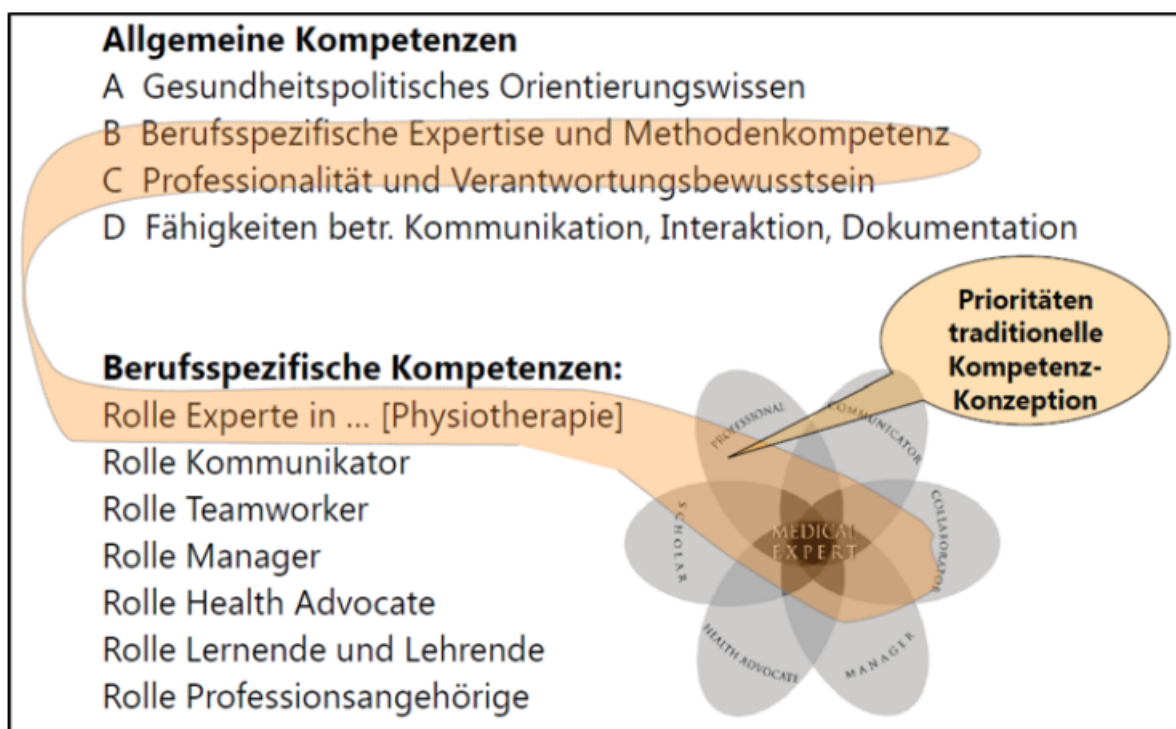 Allgemeine Kompetenzen
A Gesundheitspolitisches Orientierungswissen
B Berufsspezifische Expertise und Methodenkompetenz
C Professionalität und Verantwortungsbewusstsein
D Fähigkeiten betr. Kommunikation, Interaktion, Dokumentation
Prioritäten
traditionelle
Kompetenz-
Konzeption
Berufsspezifische Kompetenzen:
Rolle Experte in ... [Physiotherapie]
Rolle Kommunikator
Rolle Teamworker
Rolle Manager
Rolle Health Advocate
Rolle Lernende und Lehrende
Rolle Professionsangehörige
PROFESSIONAL
COMMUNICATOR
SCHOLAR
MEDICAL
EXPERT
COLLABORATOR
HEALTH ADVOCATE
MANAGER